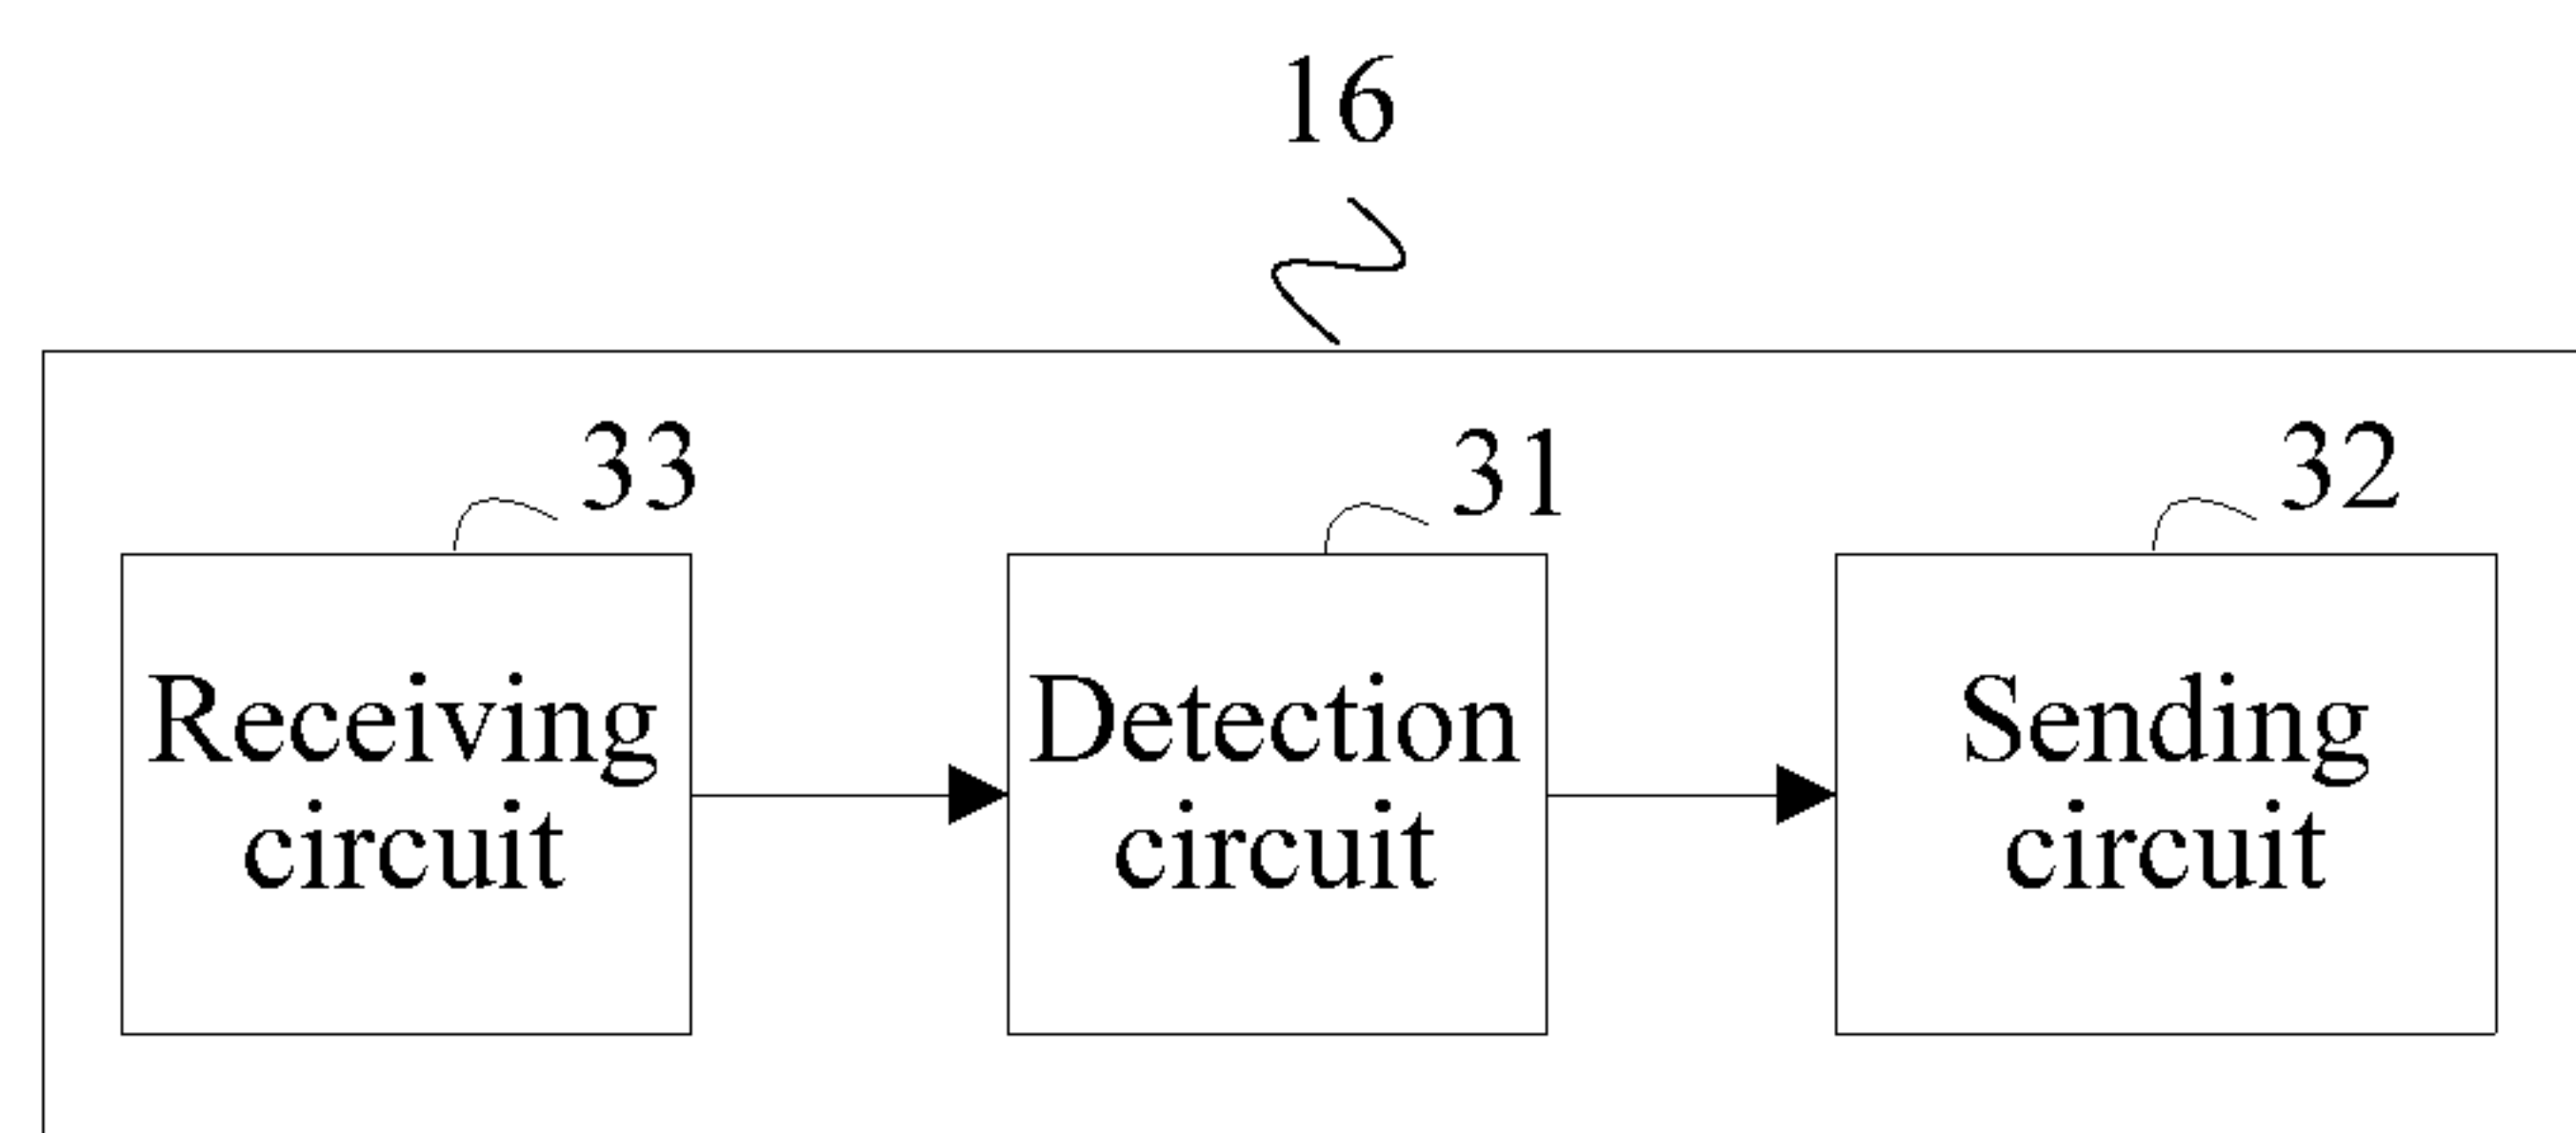 16
33
31
32
Receiving
circuit
Detection
circuit
Sending
circuit